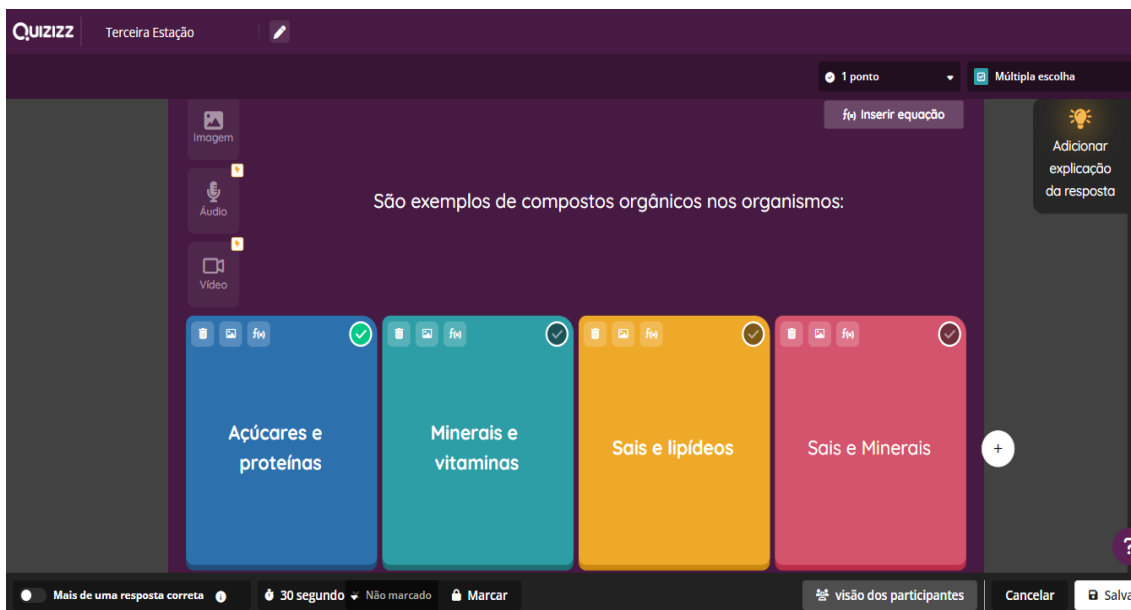 QUIZIZZ Terceira Estação
1 ponto Múltipla escolha
Imagem
f(x) Inserir equação
Adicionar
explicação
da resposta
Áudio
São exemplos de compostos orgânicos nos organismos:
Vídeo
f(x) f(x) f(x) f(x)
Açúcares e
proteínas
Minerais e
vitaminas
Sais e lipídeos
Sais e Minerais
+
?
Mais de uma resposta correta 30 segundo Não marcado Marcar visão dos participantes Cancelar Salva